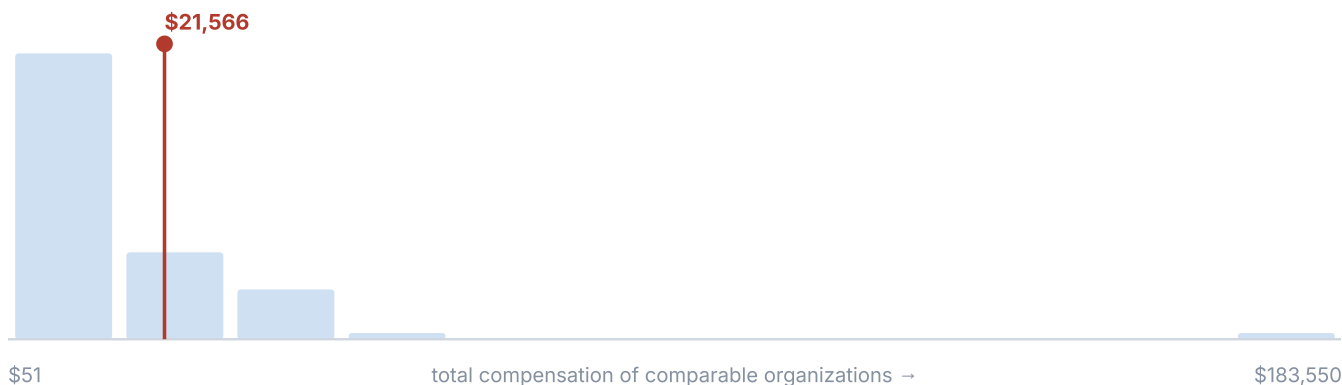 $21,566
$51 total compensation of comparable organizations → $183,550